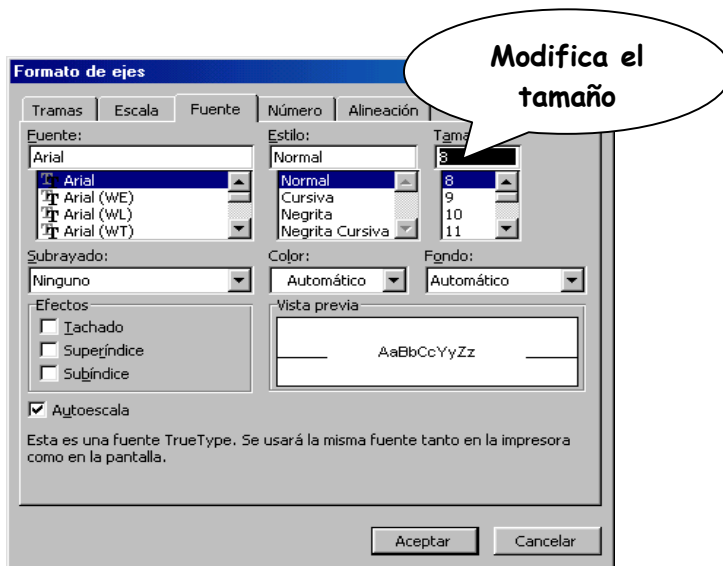 Modifica el
tamaño
Formato de ejes
Tramas Escala Fuente Número Alineación
Fuente: Estilo:
Arial Normal 8
Arial Normal 8
Arial (WE) Cursiva 9
Arial (WL) Negrita 10
Arial (WT) Negrita Cursiva 11
Subrayado: Color: Fondo:
Ninguno Automático Automático
Efectos Vista previa
Tachado
Superíndice AaBbCcYyZz
Subíndice
Autoescala
Esta es una fuente TrueType. Se usará la misma fuente tanto en la impresora
como en la pantalla.
Aceptar Cancelar